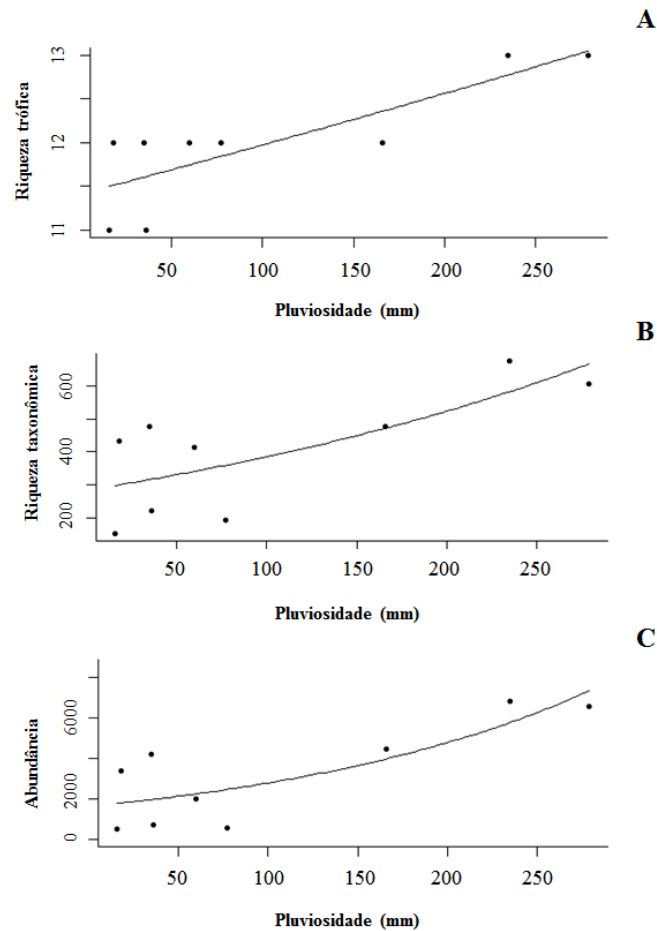 A
Riqueza trófica
13
12
11
50 100 150 200 250
Pluviosidade (mm)
B
Riqueza taxonômica
600
400
200
50 100 150 200 250
Pluviosidade (mm)
C
Abundância
6000
2000
0
50 100 150 200 250
Pluviosidade (mm)